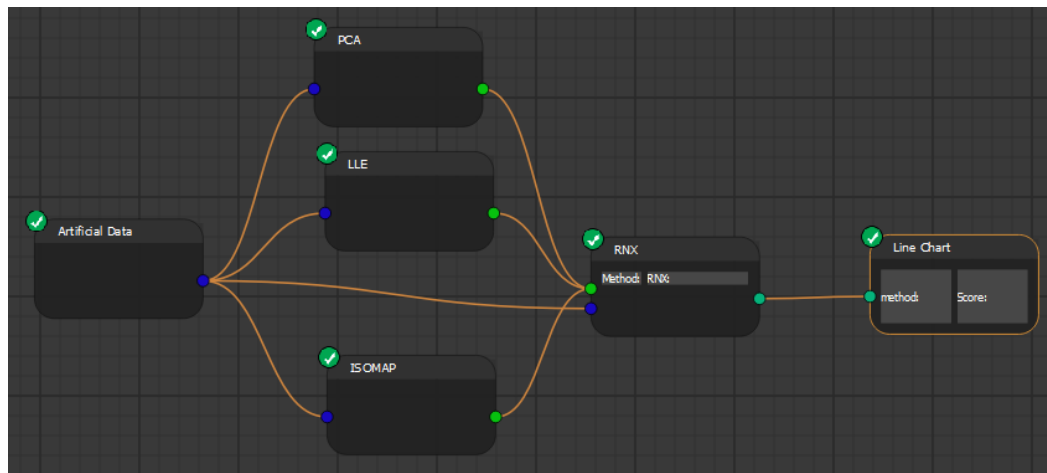 PCA
LLE
Artificial Data
RNX
Method: RNX:
Line Chart
method: Score:
ISOMAP